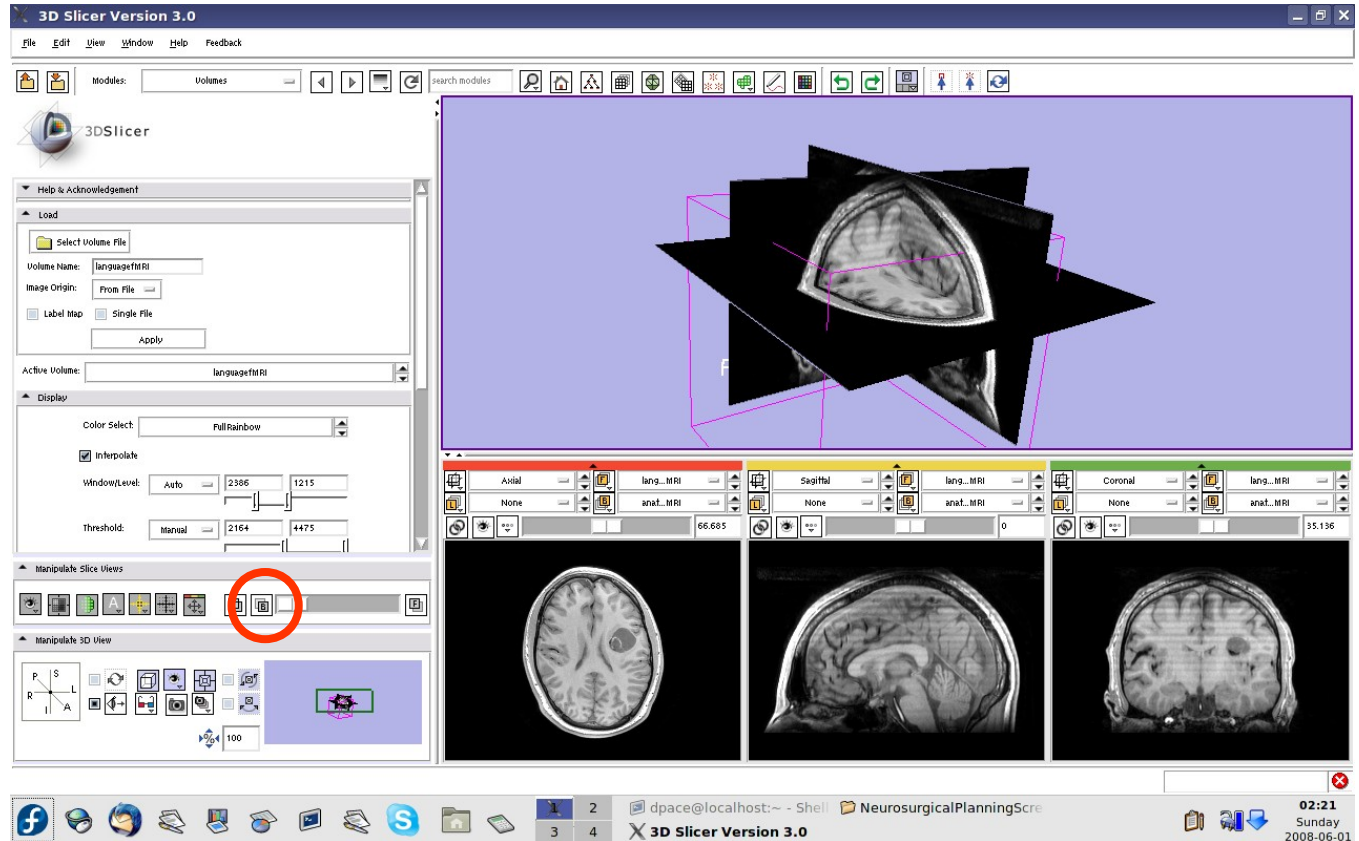 3D Slicer Version 3.0
File Edit View Window Help Feedback
Modules: Volumes search modules
3DSlicer
Help & Acknowledgement
Load
Select Volume File
Volume Name: languagefMRI
Image Origin: From File
Label Map Single File
Apply
Active Volume: languagefMRI
Display
Color Select: FullRainbow
Interpolate
Window/Level: Auto 2386 1215
Threshold: Manual 2164 4475
Manipulate Slice Views
A B F
Manipulate 3D View
P S
R L
I A
% 100
Axial F lang...MRI
L None B anat...MRI
66.685
Sagittal F lang...MRI
L None B anat...MRI
0
Coronal F lang...MRI
L None B anat...MRI
35.136
1 2 dpace@localhost:~ - Shell NeurosurgicalPlanningScre
3 4 3D Slicer Version 3.0
02:21
Sunday
2008-06-01